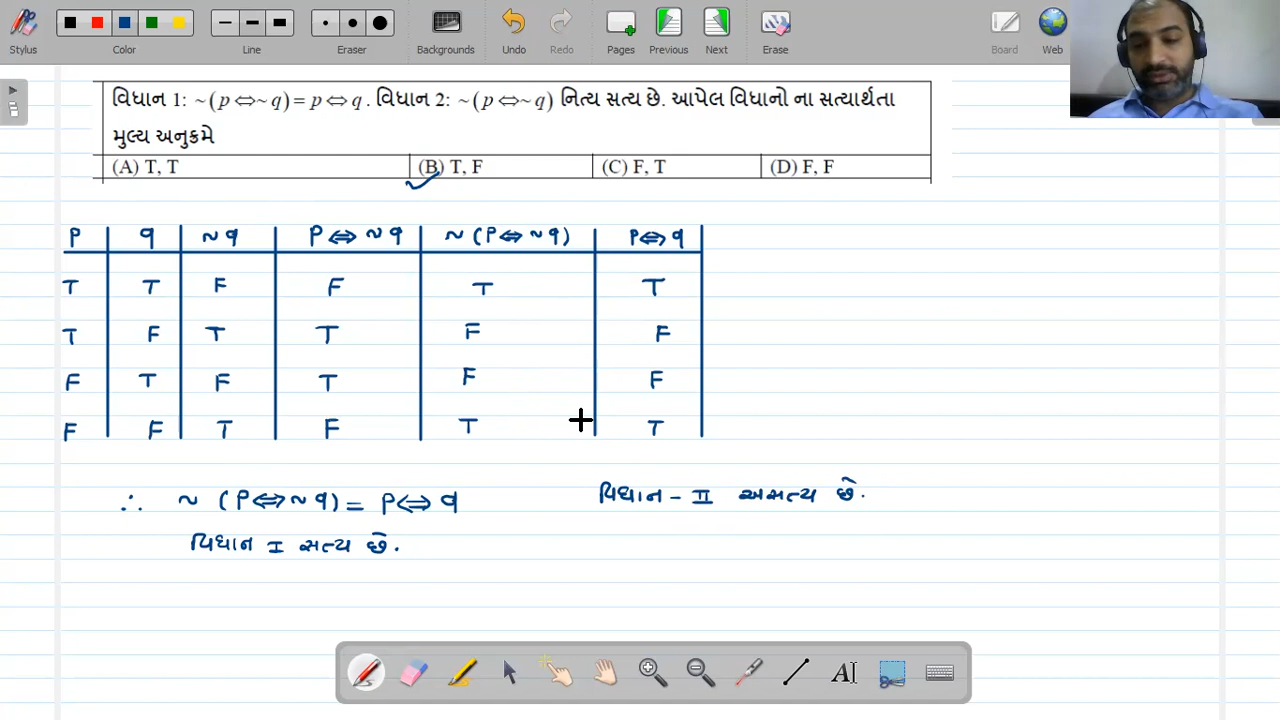 Stylus Color Line Eraser Backgrounds Undo Redo Pages Previous Next Erase Board Web
વિધાન 1: ~(p⇔~q)=p⇔q. વિધાન 2: ~(p⇔~q) નિત્ય સત્ય છે. આપેલ વિધાનો ના સત્યાર્થતા
મુલ્ય અનુક્રમે
(A) T, T (B) T, F (C) F, T (D) F, F
P q ~q P⇔~q ~(P⇔~q) P⇔q
T T F F T T
T F T T F F
F T F T F F
F F T F T T
∴ ~(P⇔~q) = P⇔q
વિધાન I સત્ય છે.
વિધાન - II અસત્ય છે.